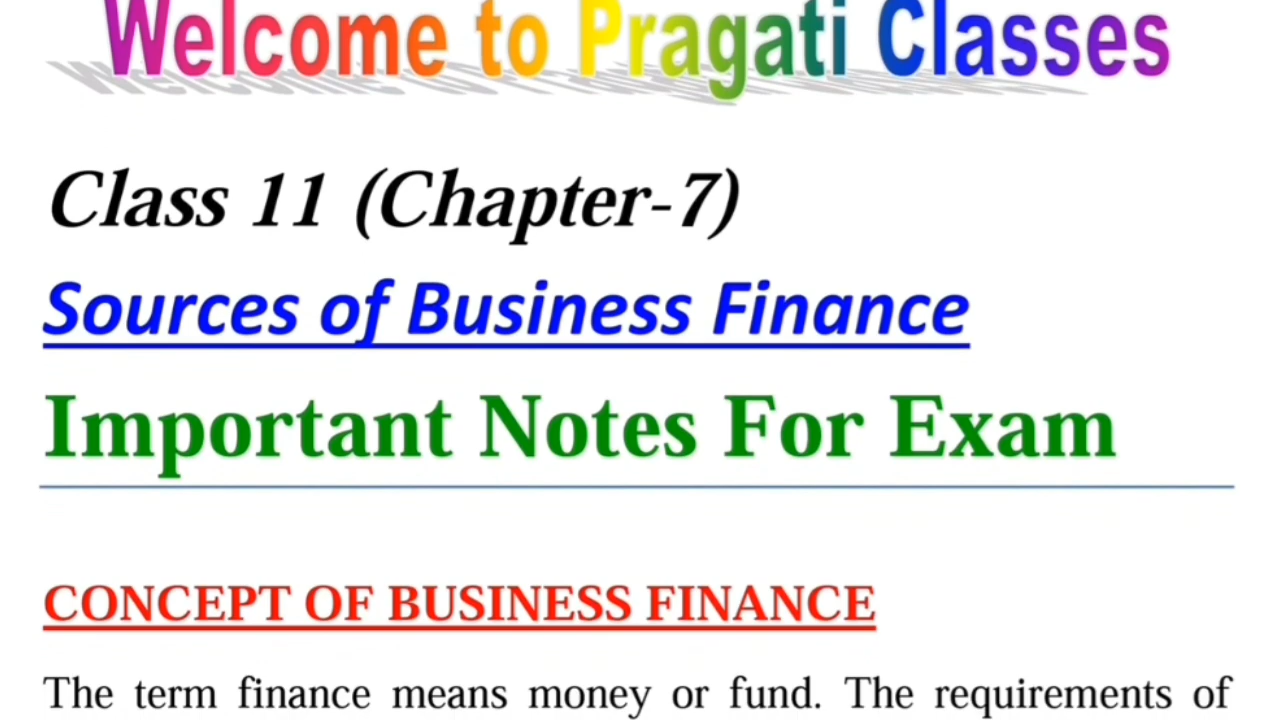 Welcome to Pragati Classes
Class 11 (Chapter-7)
Sources of Business Finance
Important Notes For Exam
CONCEPT OF BUSINESS FINANCE
The term finance means money or fund. The requirements of